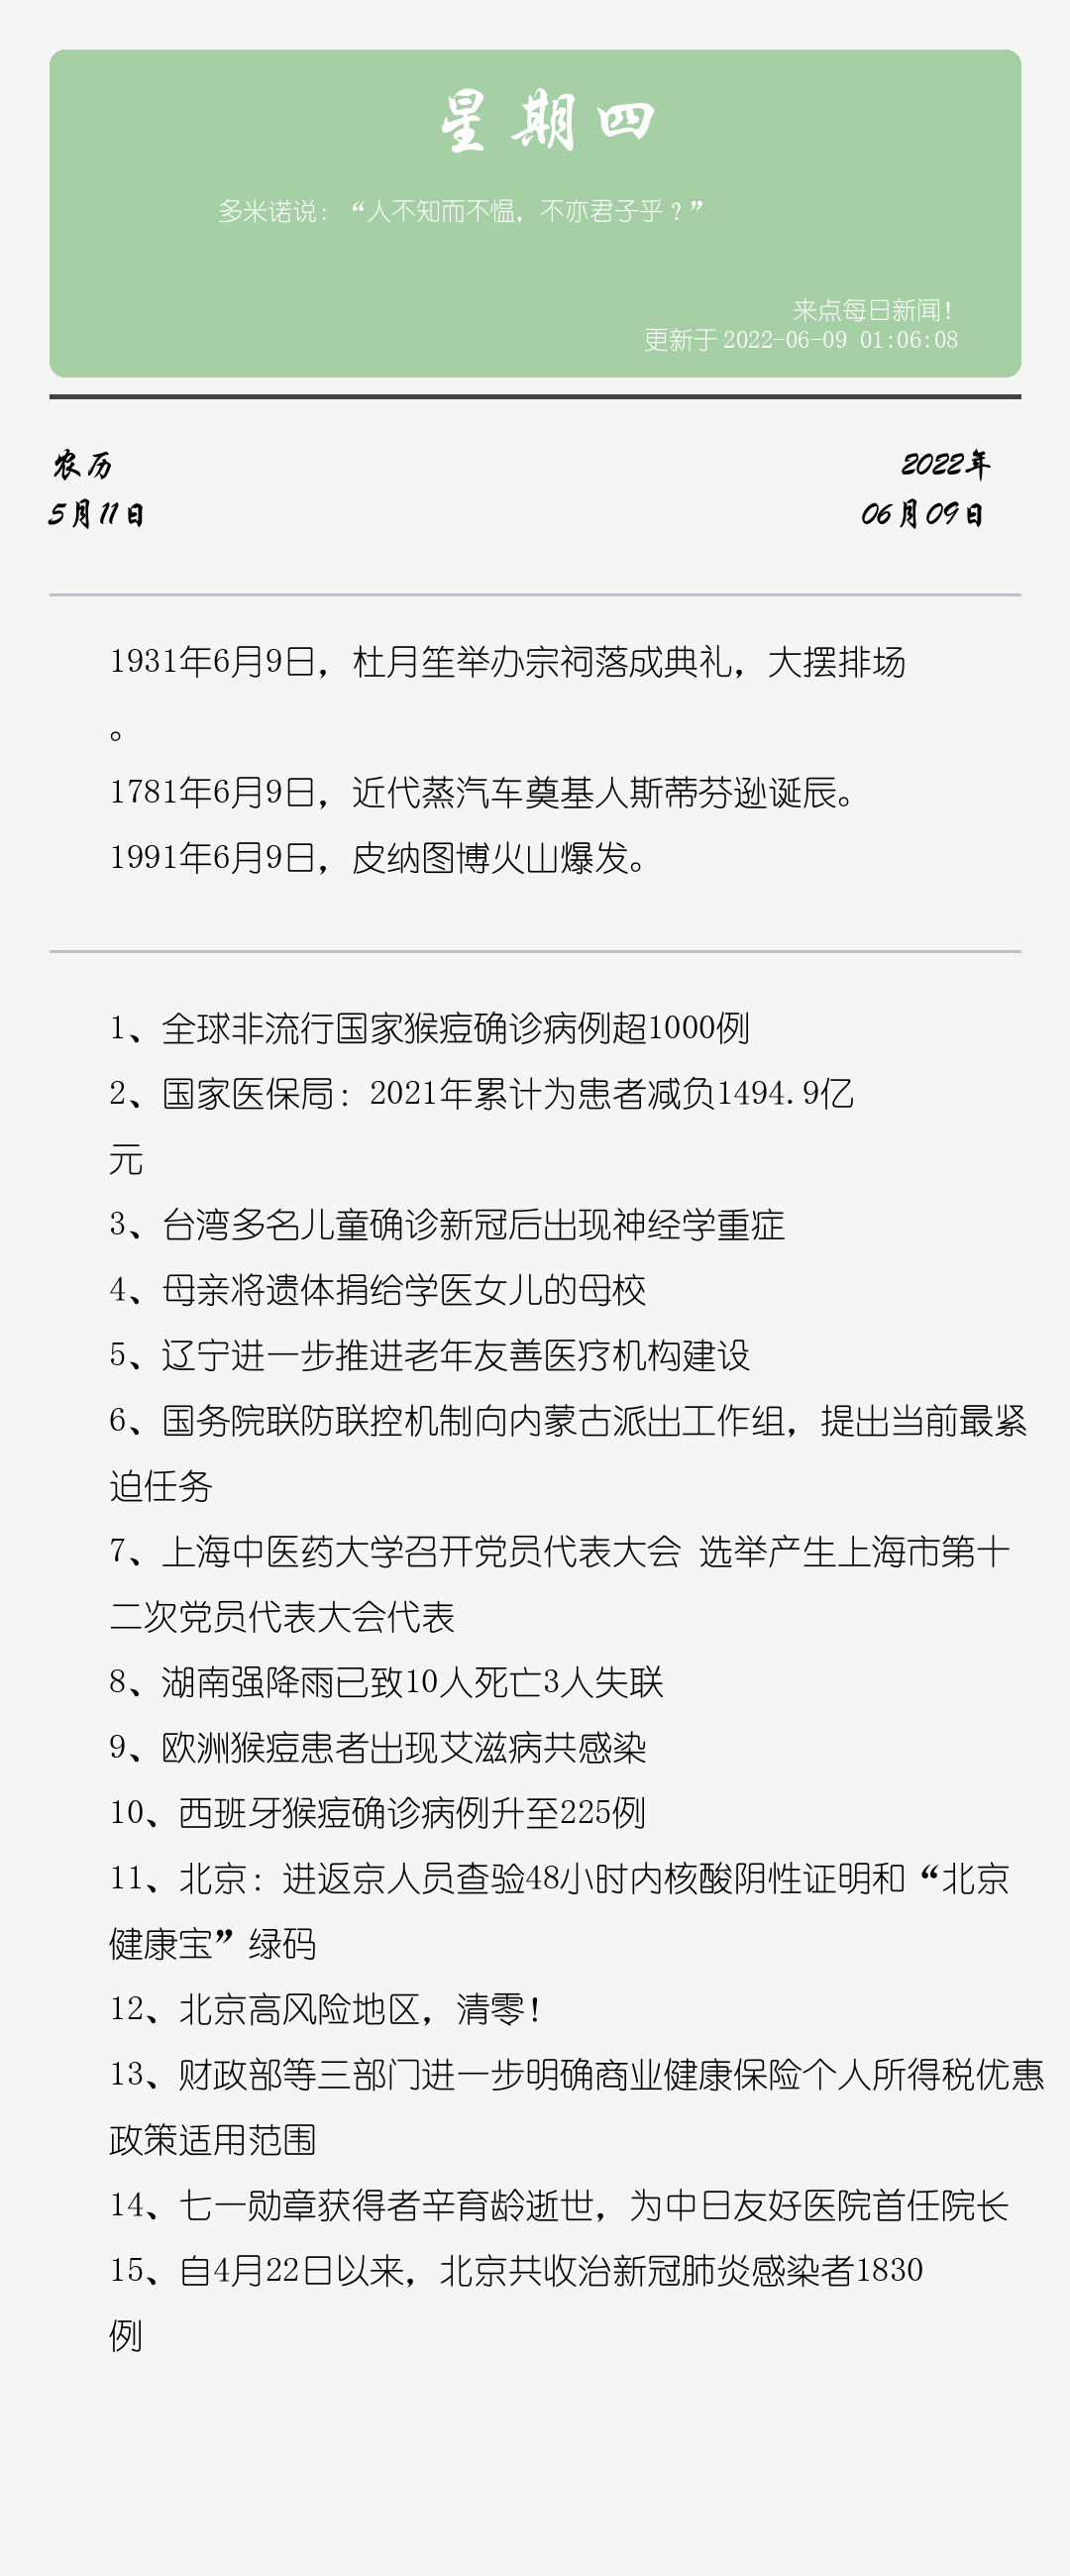 星期四
多米诺说：“人不知而不愠，不亦君子乎？”
来点每日新闻！
更新于 2022-06-09 01:06:08
农历
2022年
5月11日
06月09日
1931年6月9日，杜月笙举办宗祠落成典礼，大摆排场
。
1781年6月9日，近代蒸汽车奠基人斯蒂芬逊诞辰。
1991年6月9日，皮纳图博火山爆发。
1、全球非流行国家猴痘确诊病例超1000例
2、国家医保局：2021年累计为患者减负1494.9亿
元
3、台湾多名儿童确诊新冠后出现神经学重症
4、母亲将遗体捐给学医女儿的母校
5、辽宁进一步推进老年友善医疗机构建设
6、国务院联防联控机制向内蒙古派出工作组，提出当前最紧
迫任务
7、上海中医药大学召开党员代表大会 选举产生上海市第十
二次党员代表大会代表
8、湖南强降雨已致10人死亡3人失联
9、欧洲猴痘患者出现艾滋病共感染
10、西班牙猴痘确诊病例升至225例
11、北京：进返京人员查验48小时内核酸阴性证明和“北京
健康宝”绿码
12、北京高风险地区，清零！
13、财政部等三部门进一步明确商业健康保险个人所得税优惠
政策适用范围
14、七一勋章获得者辛育龄逝世，为中日友好医院首任院长
15、自4月22日以来，北京共收治新冠肺炎感染者1830
例